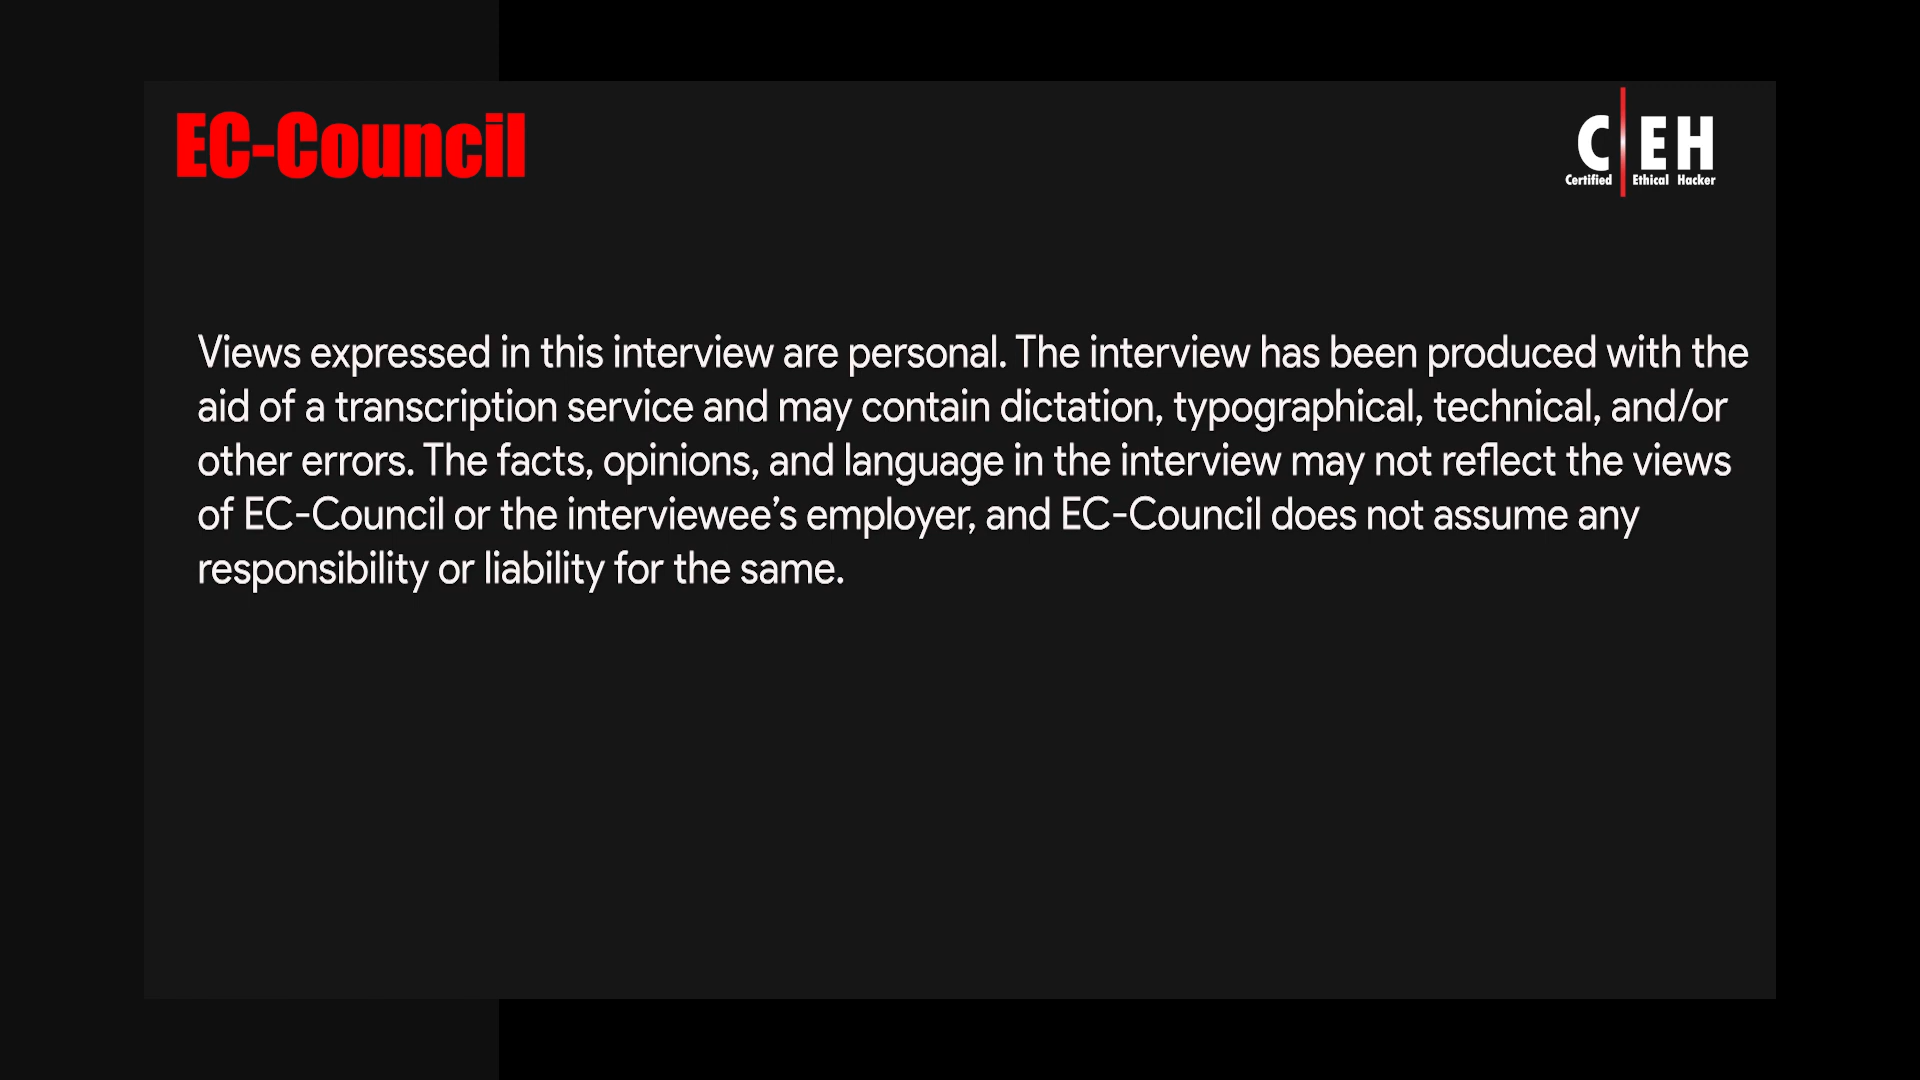 EC-Council
C|EH
Certified Ethical Hacker
Views expressed in this interview are personal. The interview has been produced with the
aid of a transcription service and may contain dictation, typographical, technical, and/or
other errors. The facts, opinions, and language in the interview may not reflect the views
of EC-Council or the interviewee’s employer, and EC-Council does not assume any
responsibility or liability for the same.